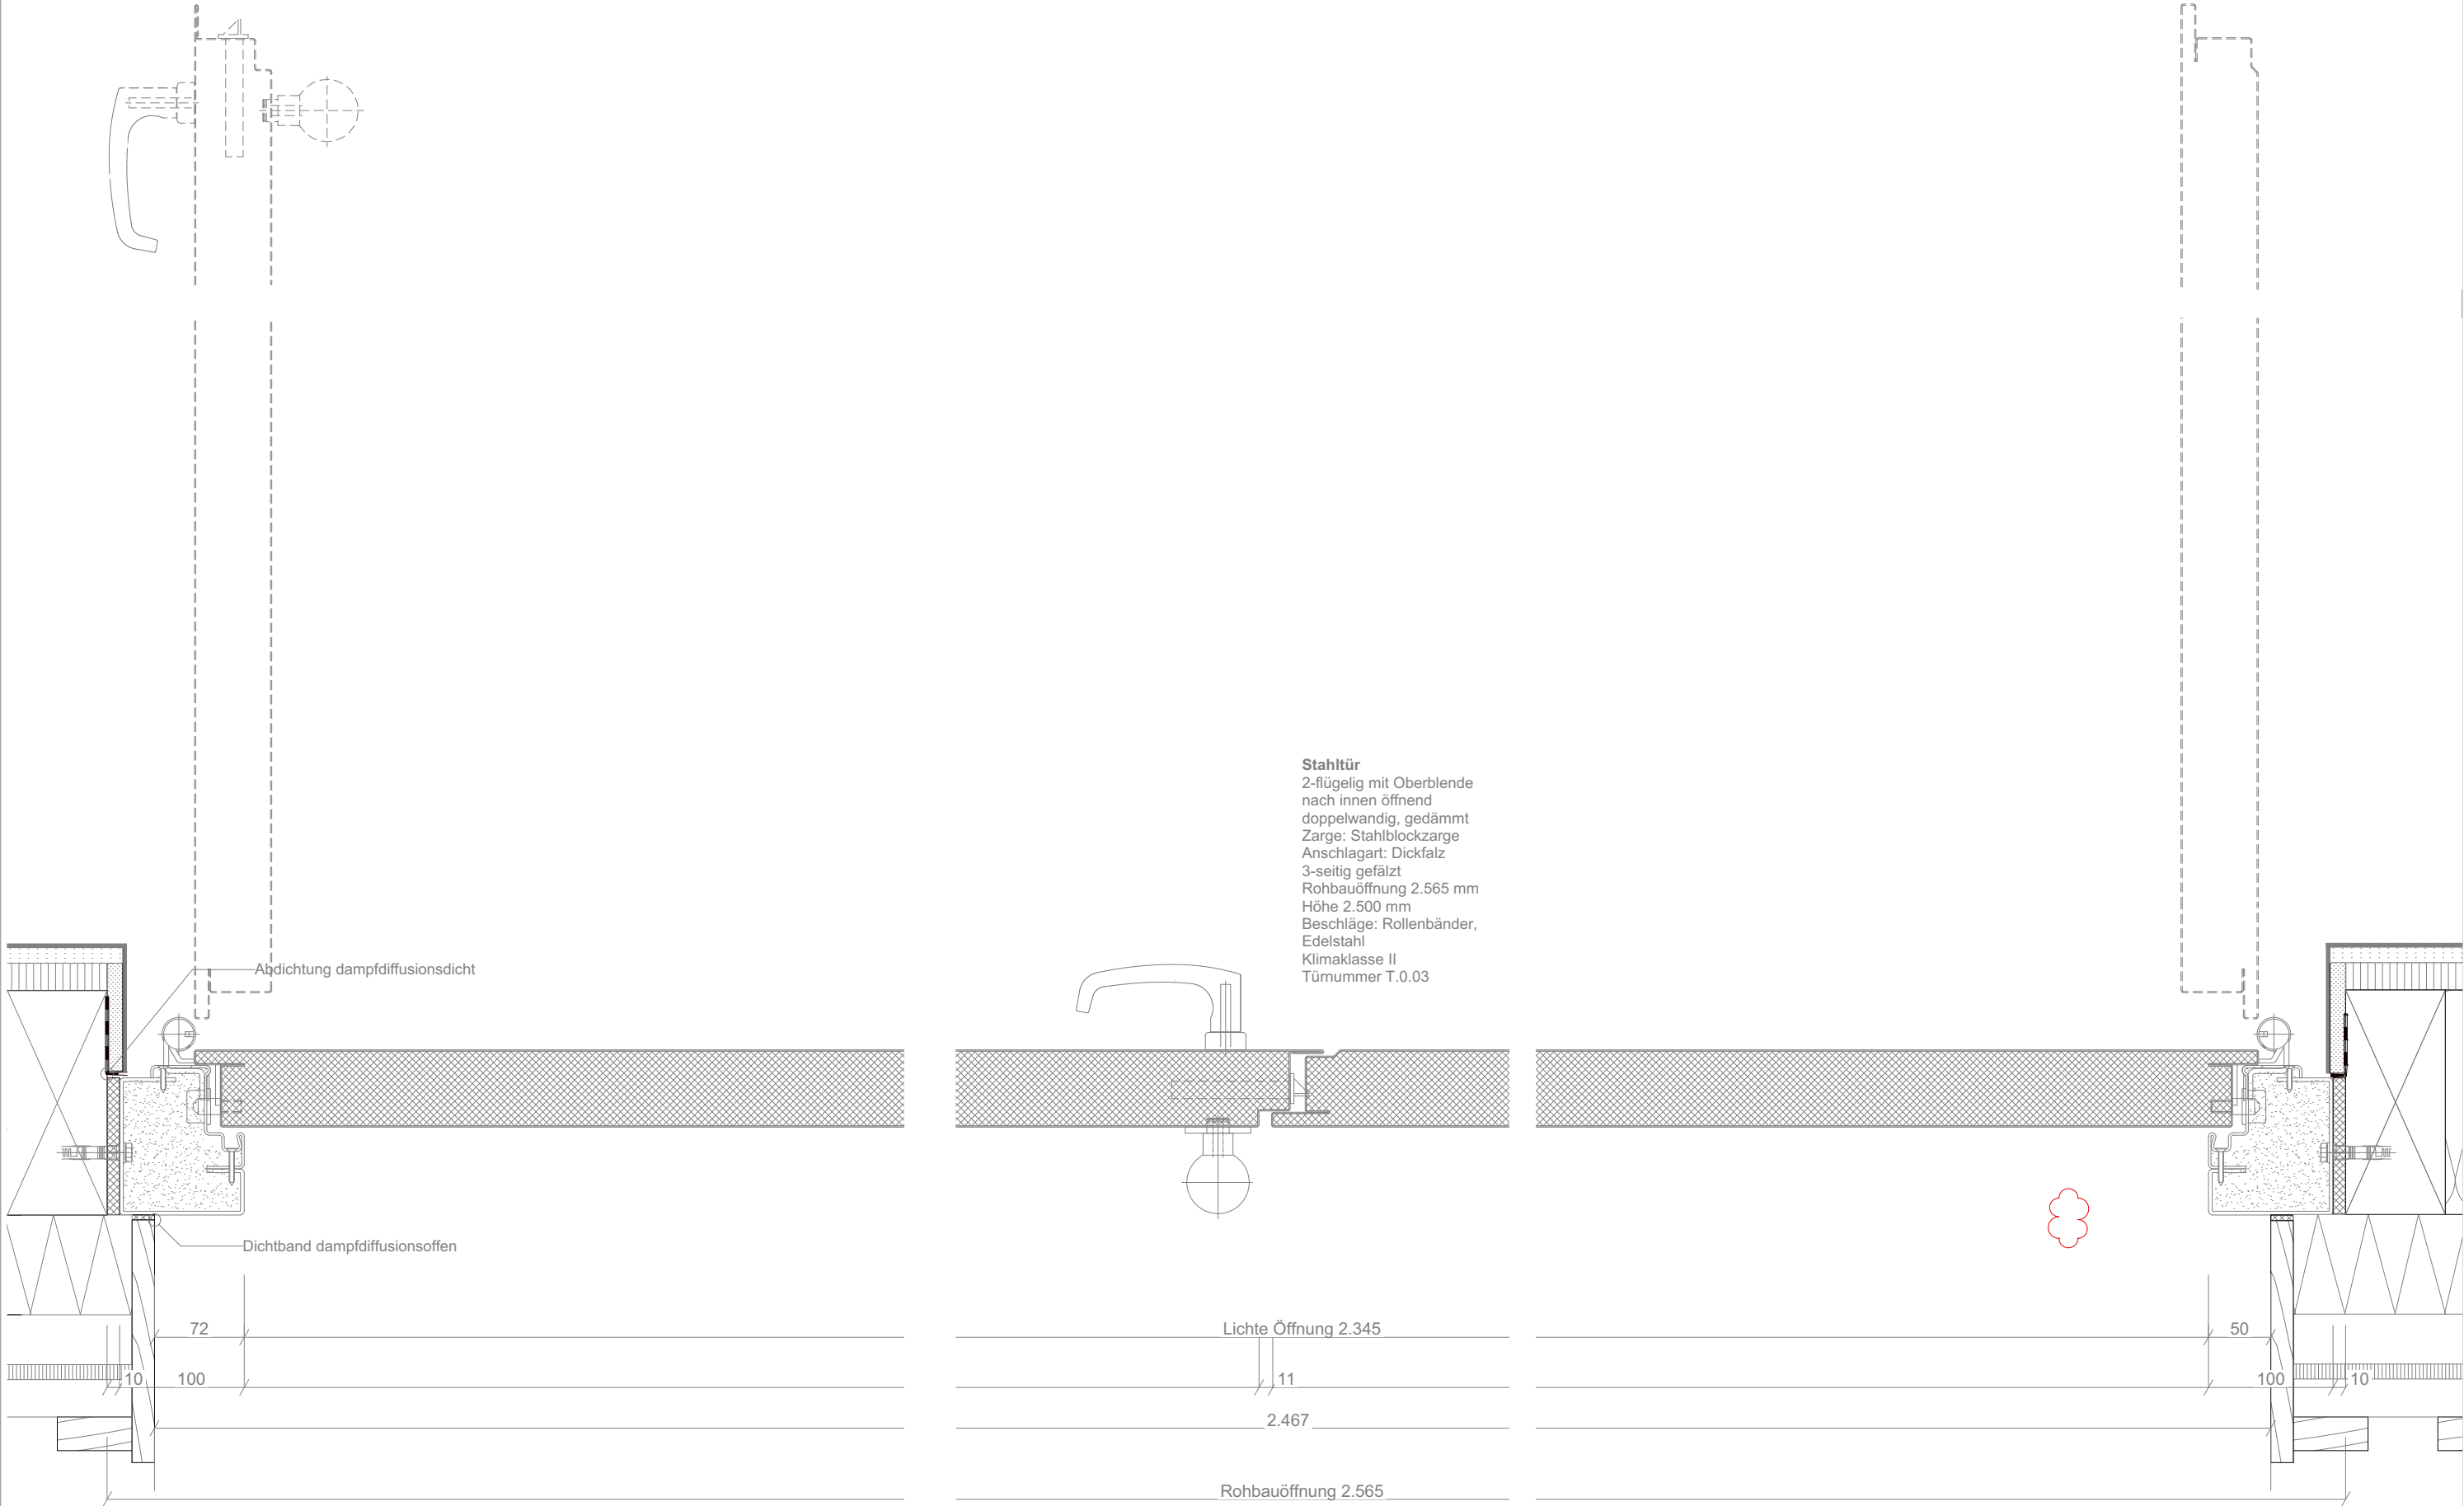 Stahltür
2-flügelig mit Oberblende
nach innen öffnend
doppelwandig, gedämmt
Zarge: Stahlblockzarge
Anschlagart: Dickfalz
3-seitig gefälzt
Rohbauöffnung 2.565 mm
Höhe 2.500 mm
Beschläge: Rollenbänder,
Edelstahl
Klimaklasse II
Türnummer T.0.03
Abdichtung dampfdiffusionsdicht
Dichtband dampfdiffusionsoffen
72
Lichte Öffnung 2.345
50
10
100
11
100
10
2.467
Rohbauöffnung 2.565